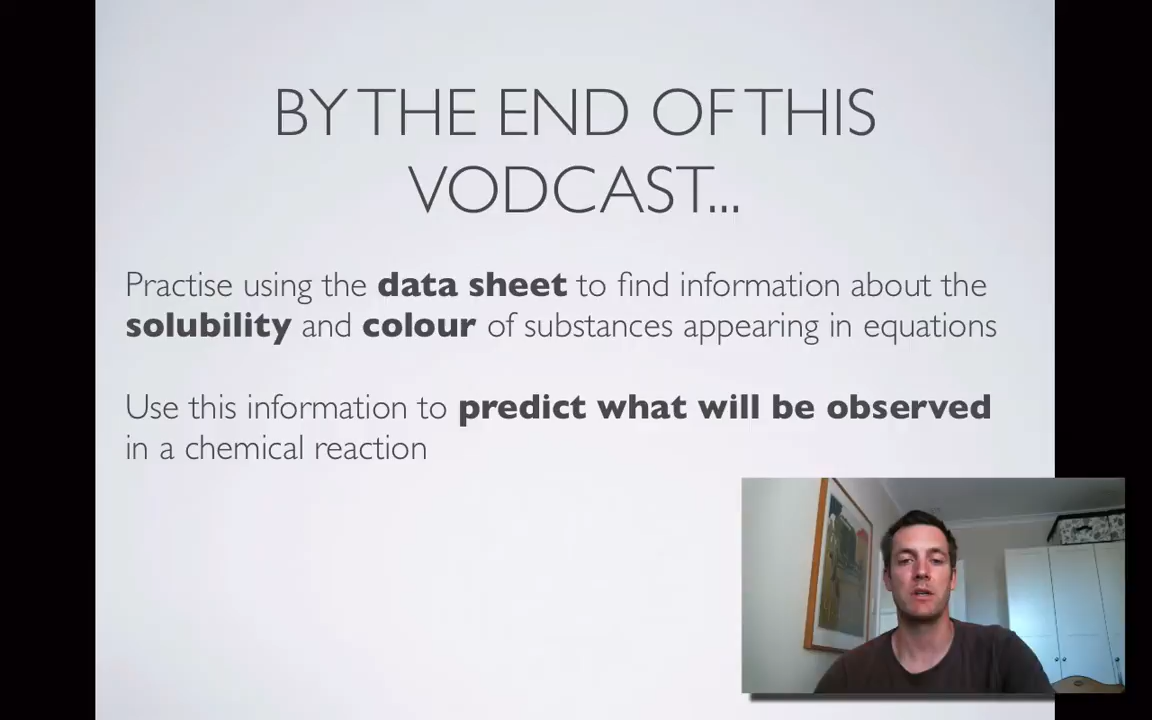 BY THE END OF THIS
VODCAST...
Practise using the data sheet to find information about the
solubility and colour of substances appearing in equations
Use this information to predict what will be observed
in a chemical reaction